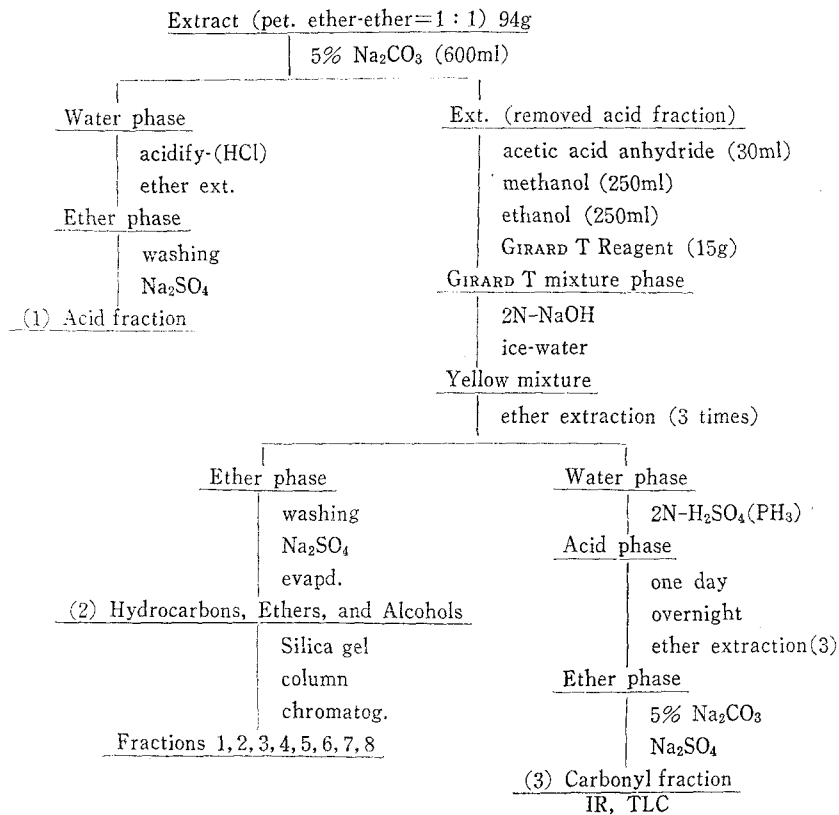 Extract (pet. ether-ether=1 : 1) 94g
5% Na₂CO₃ (600ml)
Water phase
acidify-(HCl)
ether ext.
Ether phase
washing
Na₂SO₄
(1) Acid fraction
Ext. (removed acid fraction)
acetic acid anhydride (30ml)
methanol (250ml)
ethanol (250ml)
GIRARD T Reagent (15g)
GIRARD T mixture phase
2N-NaOH
ice-water
Yellow mixture
ether extraction (3 times)
Ether phase
washing
Na₂SO₄
evapd.
(2) Hydrocarbons, Ethers, and Alcohols
Silica gel
column
chromatog.
Fractions 1, 2, 3, 4, 5, 6, 7, 8
Water phase
2N-H₂SO₄(PH₃)
Acid phase
one day
overnight
ether extraction(3)
Ether phase
5% Na₂CO₃
Na₂SO₄
(3) Carbonyl fraction
IR, TLC